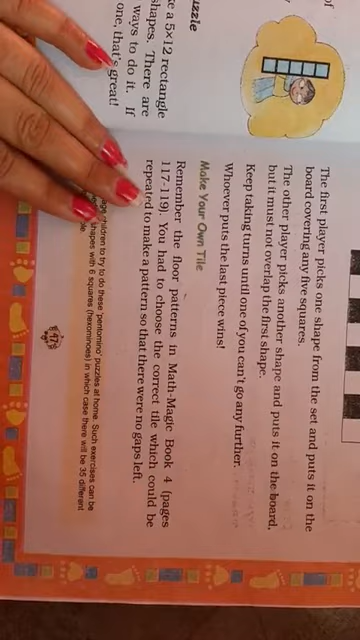 of
The first player picks one shape from the set and puts it on the
board covering any five squares.
The other player picks another shape and puts it on the board,
but it must not overlap the first shape.
Keep taking turns until one of you can't go any further.
Whoever puts the last piece wins!
a 5×12 rectangle
shapes. There are
ways to do it. If
one, that's great!
Make Your Own Tile
Remember the floor patterns in Math-Magic Book 4 (pages
117-119). You had to choose the correct tile which could be
repeated to make a pattern so that there were no gaps left.
children to try to do these 'pentomino' puzzles at home. Such exercises can be
shapes with 6 squares (hexominoes) in which case there will be 35 different
47